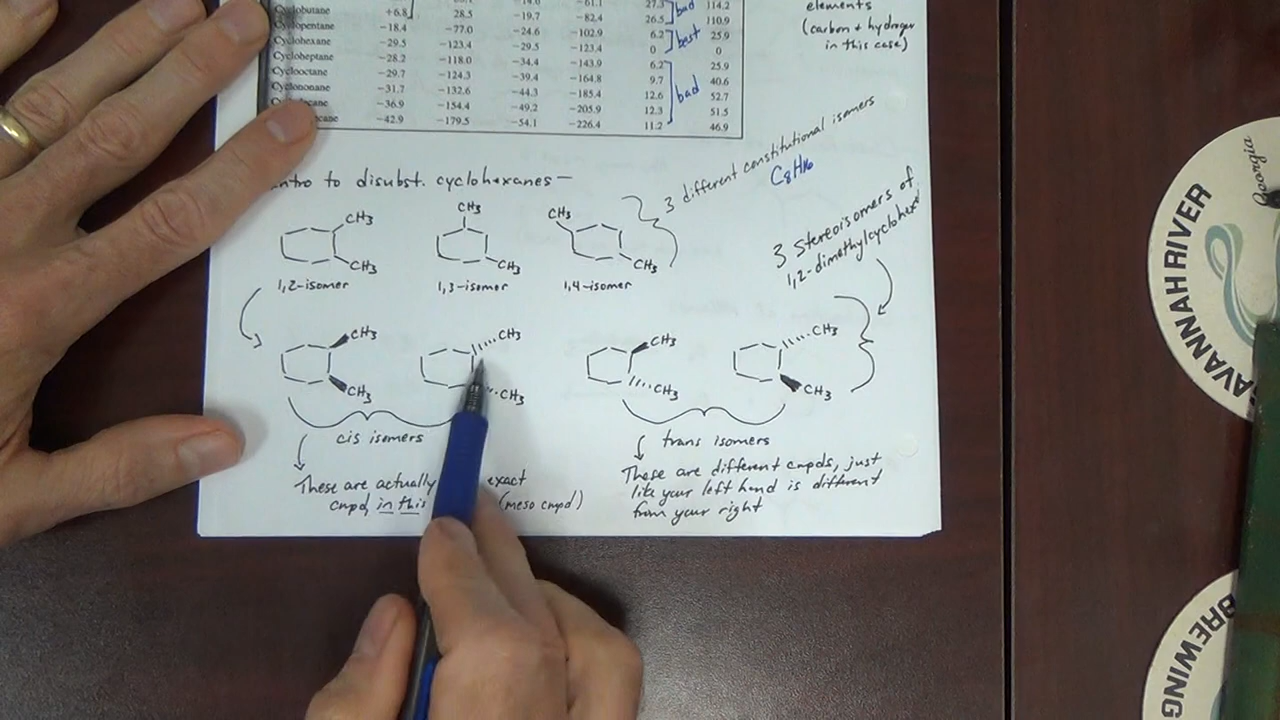 +6.8 28.5 -19.7 -82.4 26.5 bad 110.9
-18.4 -77.0 -24.6 -102.9 6.2 best 25.9
Cyclohexane -29.5 -123.4 -29.5 -123.4 0 0
Cycloheptane -28.2 -118.0 -34.4 -143.9 6.2 25.9
Cyclooctane -29.7 -124.3 -39.4 -164.8 9.7 40.6
Cyclononane -31.7 -132.6 -44.3 -185.4 12.6 bad 52.7
-36.9 -154.4 -49.2 -205.9 12.3 51.5
-42.9 -179.5 -54.1 -226.4 11.2 46.9
elements
(carbon + hydrogen
in this case)
to disubst. cyclohexanes—
3 different constitutional isomers
C8H16
CH3 CH3 CH3
CH3 CH3 CH3
1,2-isomer 1,3-isomer 1,4-isomer
3 stereoisomers of
1,2-dimethylcyclohex
CH3 CH3 CH3 CH3
CH3 CH3 CH3 CH3
cis isomers trans isomers
These are actually exact
cmpd, in this (meso cmpd)
These are different cmpds, just
like your left hand is different
from your right
SAVANNAH RIVER
Georgia
BREWING